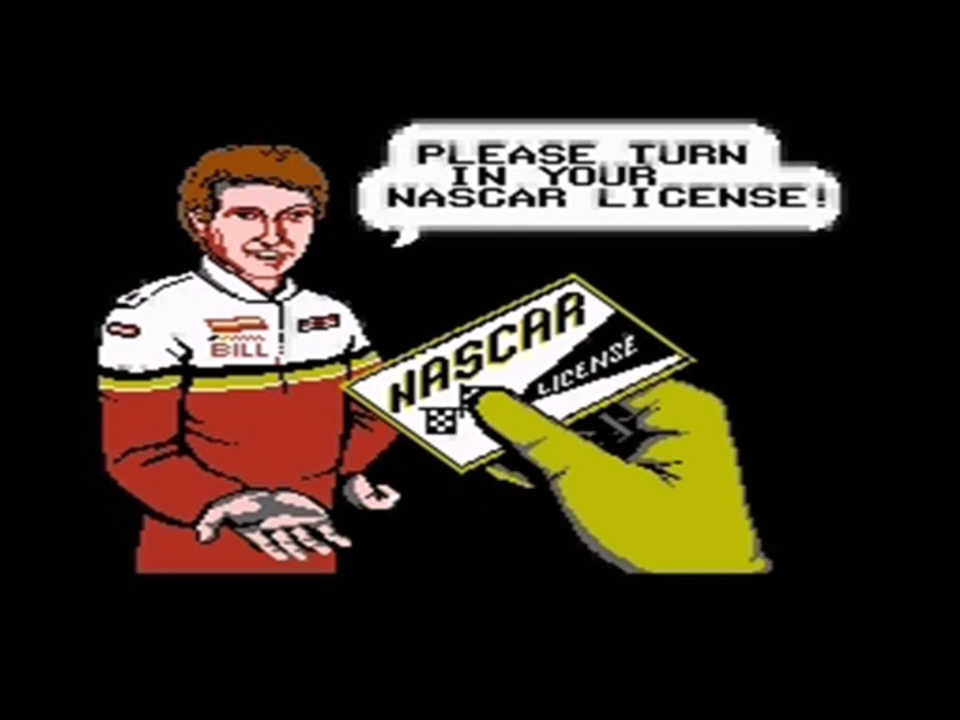 PLEASE TURN
IN YOUR
NASCAR LICENSE!
BILL
NASCAR
LICENSE